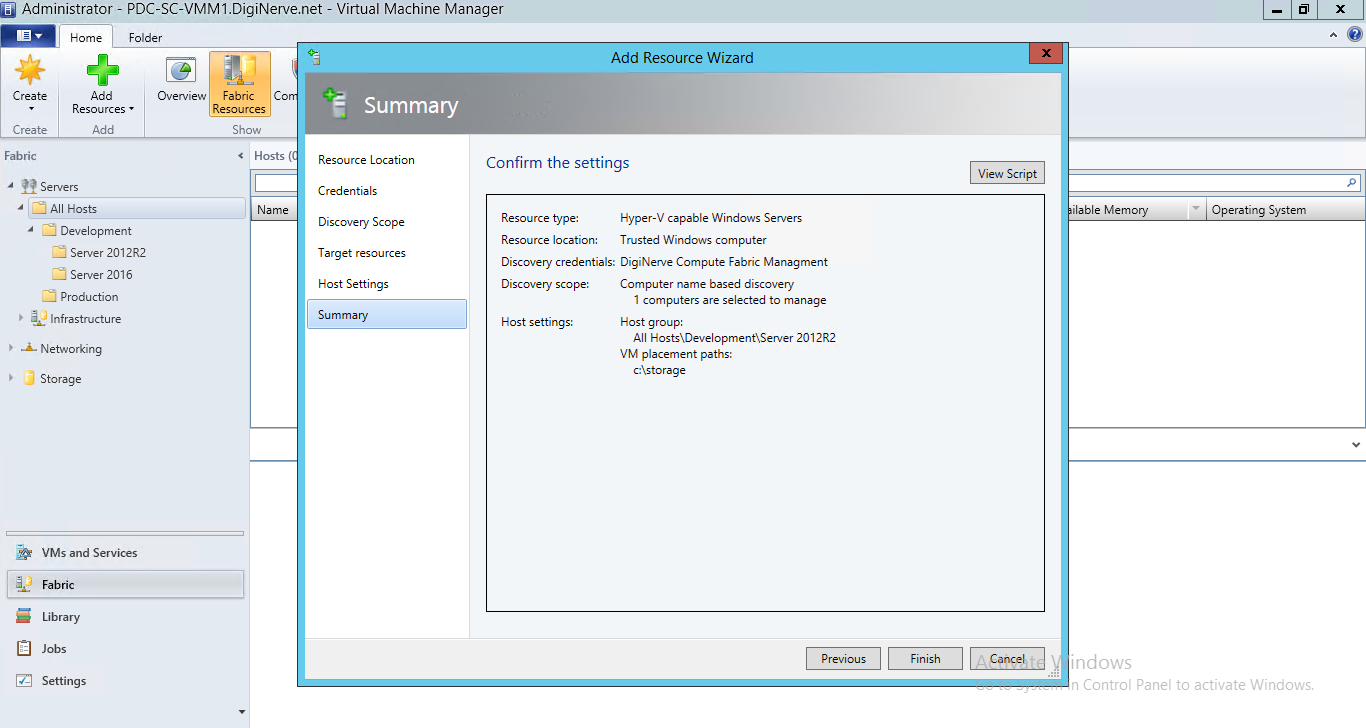 Administrator - PDC-SC-VMM1.DigiNerve.net - Virtual Machine Manager
Home
Folder
Create
Add Resources
Overview
Fabric Resources
Create
Add
Show
Fabric
Hosts
Servers
All Hosts
Development
Server 2012R2
Server 2016
Production
Infrastructure
Networking
Storage
VMs and Services
Fabric
Library
Jobs
Settings
Name
Memory
Operating System
Add Resource Wizard
Summary
Resource Location
Credentials
Discovery Scope
Target resources
Host Settings
Summary
Confirm the settings
View Script
Resource type: Hyper-V capable Windows Servers
Resource location: Trusted Windows computer
Discovery credentials: DigiNerve Compute Fabric Managment
Discovery scope: Computer name based discovery
1 computers are selected to manage
Host settings: Host group:
All Hosts\Development\Server 2012R2
VM placement paths:
c:\storage
Previous
Finish
Cancel
Activate Windows
Go to System in Control Panel to activate Windows.